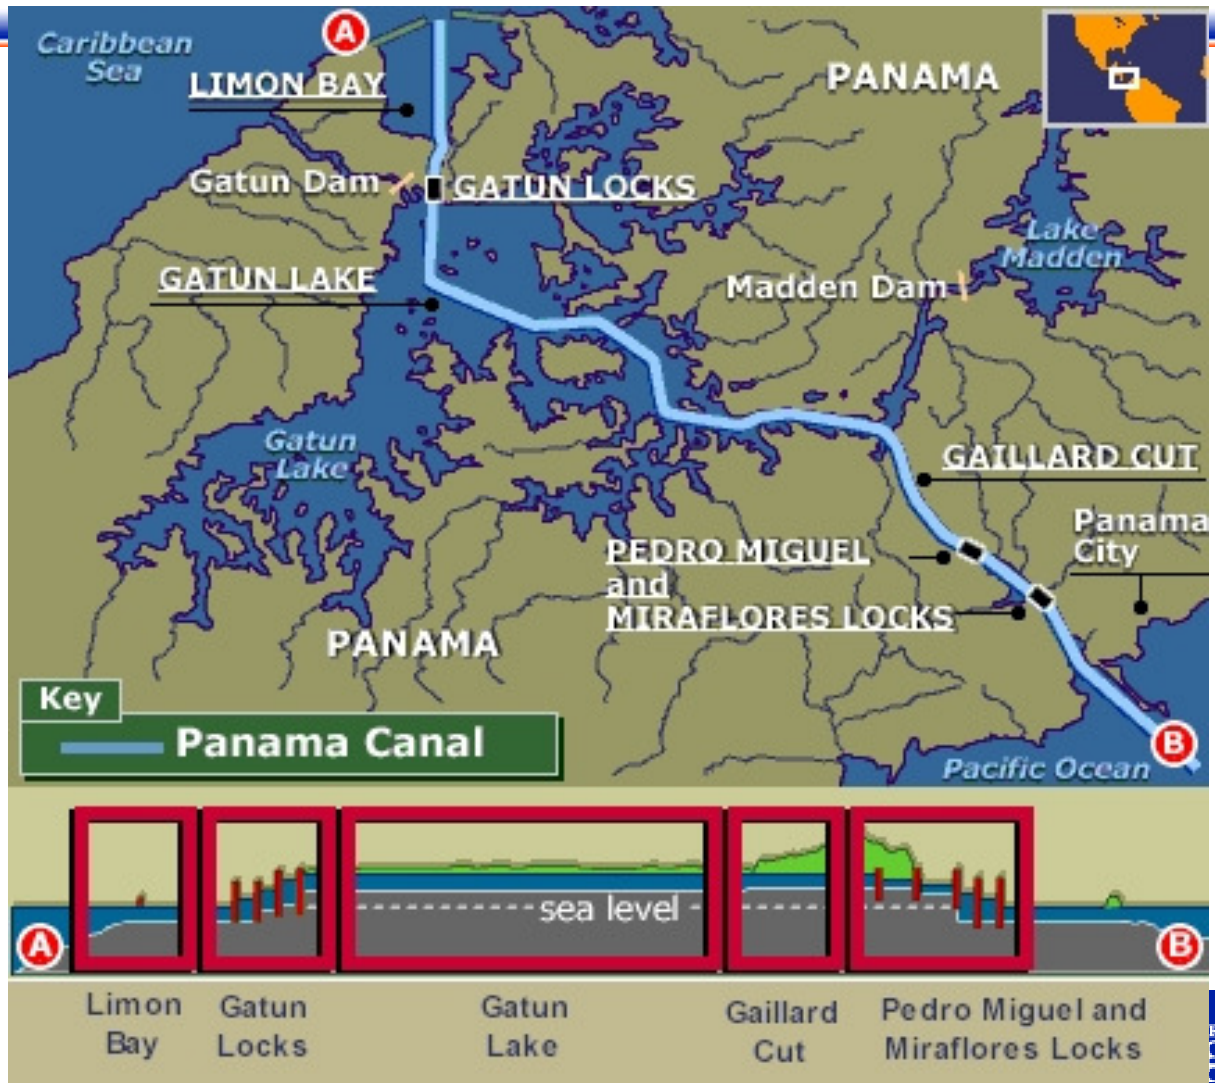 Caribbean
Sea
A
LIMON BAY
PANAMA
Gatun Dam
GATUN LOCKS
Lake
Madden
GATUN LAKE
Madden Dam
Gatun
Lake
GAILLARD CUT
Panama
City
PEDRO MIGUEL
and
MIRAFLORES LOCKS
PANAMA
Key
Panama Canal
B
Pacific Ocean
sea level
A
B
Limon
Bay
Gatun
Locks
Gatun
Lake
Gaillard
Cut
Pedro Miguel and
Miraflores Locks